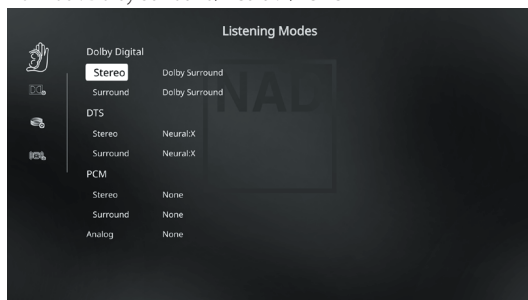 Listening Modes
Dolby Digital
Stereo Dolby Surround
Surround Dolby Surround
DTS
Stereo Neural:X
Surround Neural:X
PCM
Stereo None
Surround None
Analog None
NAD